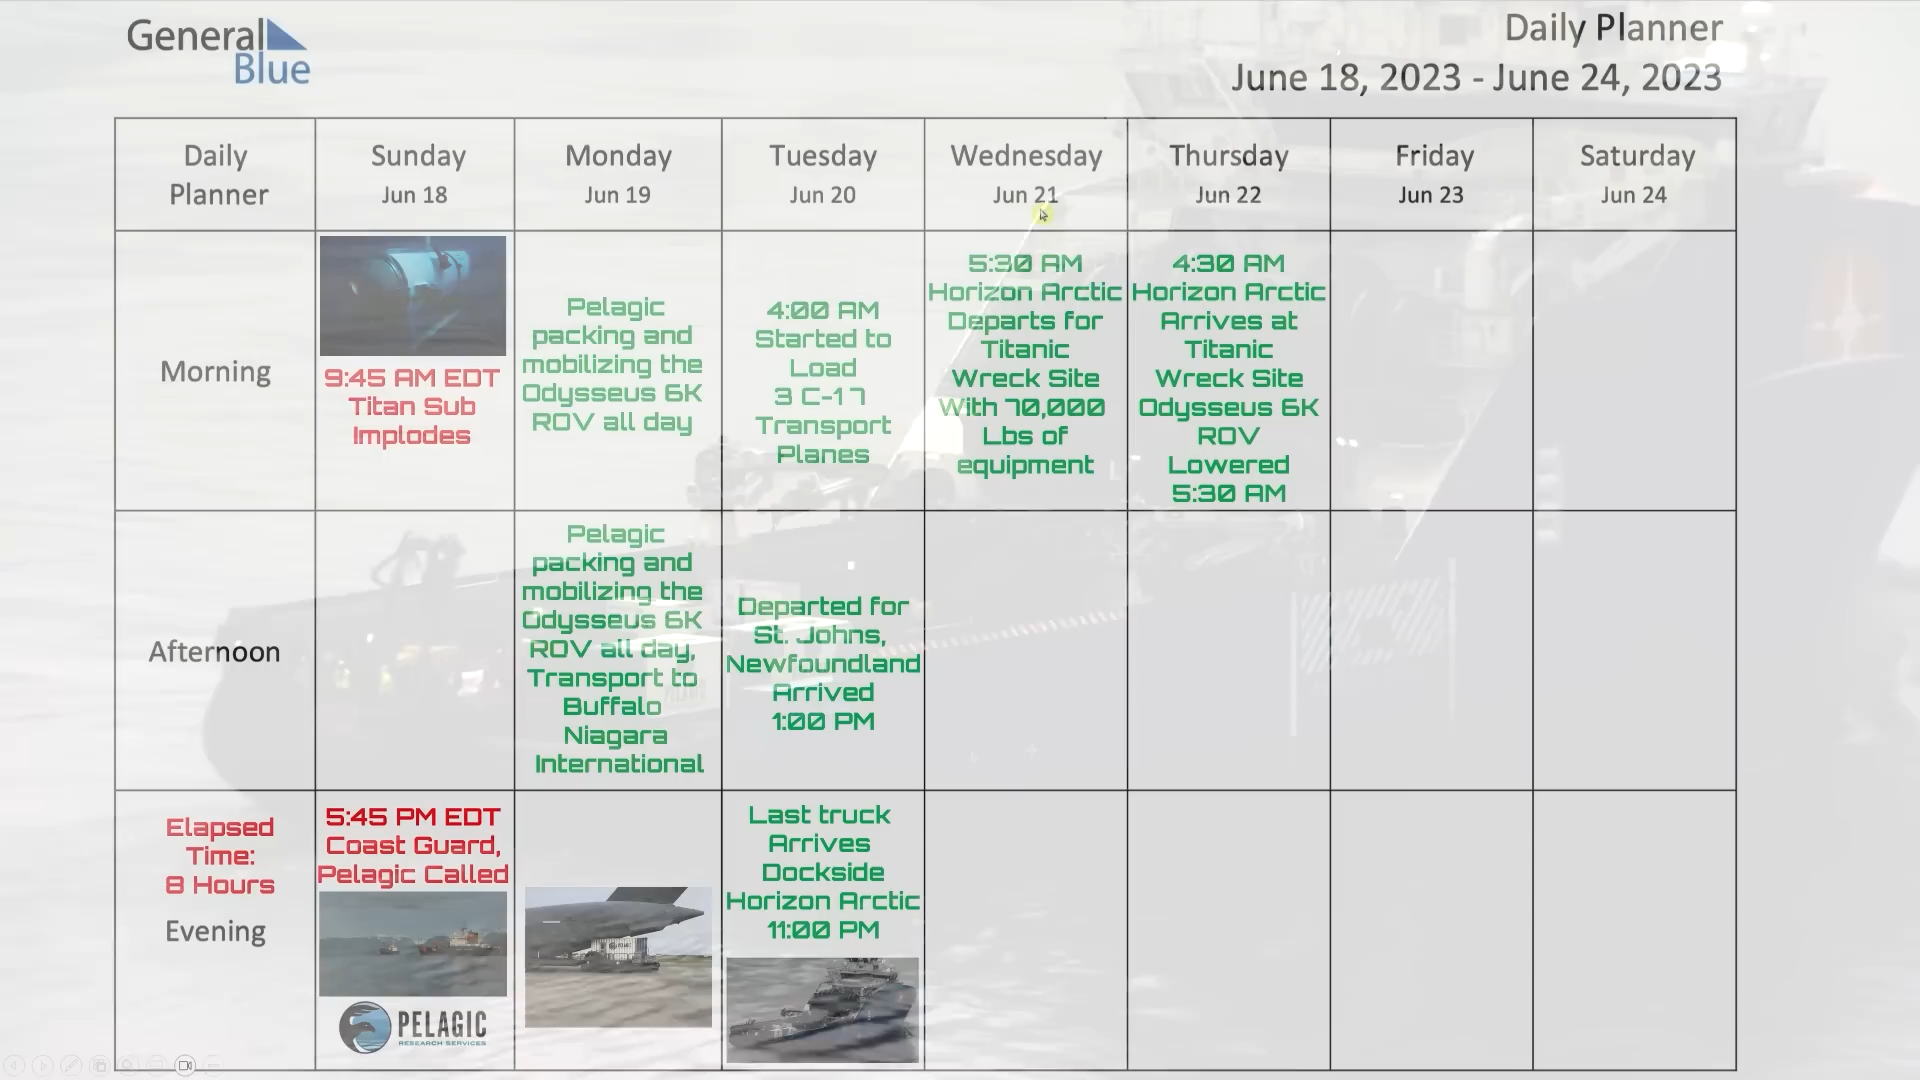 General
Blue
Daily Planner
June 18, 2023 - June 24, 2023
Daily
Planner
Sunday
Jun 18
Monday
Jun 19
Tuesday
Jun 20
Wednesday
Jun 21
Thursday
Jun 22
Friday
Jun 23
Saturday
Jun 24
Morning
9:45 AM EDT
Titan Sub
Implodes
Pelagic
packing and
mobilizing the
Odysseus 6K
ROV all day
4:00 AM
Started to
Load
3 C-17
Transport
Planes
5:30 AM
Horizon Arctic
Departs for
Titanic
Wreck Site
With 70,000
Lbs of
equipment
4:30 AM
Horizon Arctic
Arrives at
Titanic
Wreck Site
Odysseus 6K
ROV
Lowered
5:30 AM
Afternoon
Pelagic
packing and
mobilizing the
Odysseus 6K
ROV all day,
Transport to
Buffalo
Niagara
International
Departed for
St. Johns,
Newfoundland
Arrived
1:00 PM
Elapsed
Time:
8 Hours
Evening
5:45 PM EDT
Coast Guard,
Pelagic Called
PELAGIC
RESEARCH SERVICES
Last truck
Arrives
Dockside
Horizon Arctic
11:00 PM